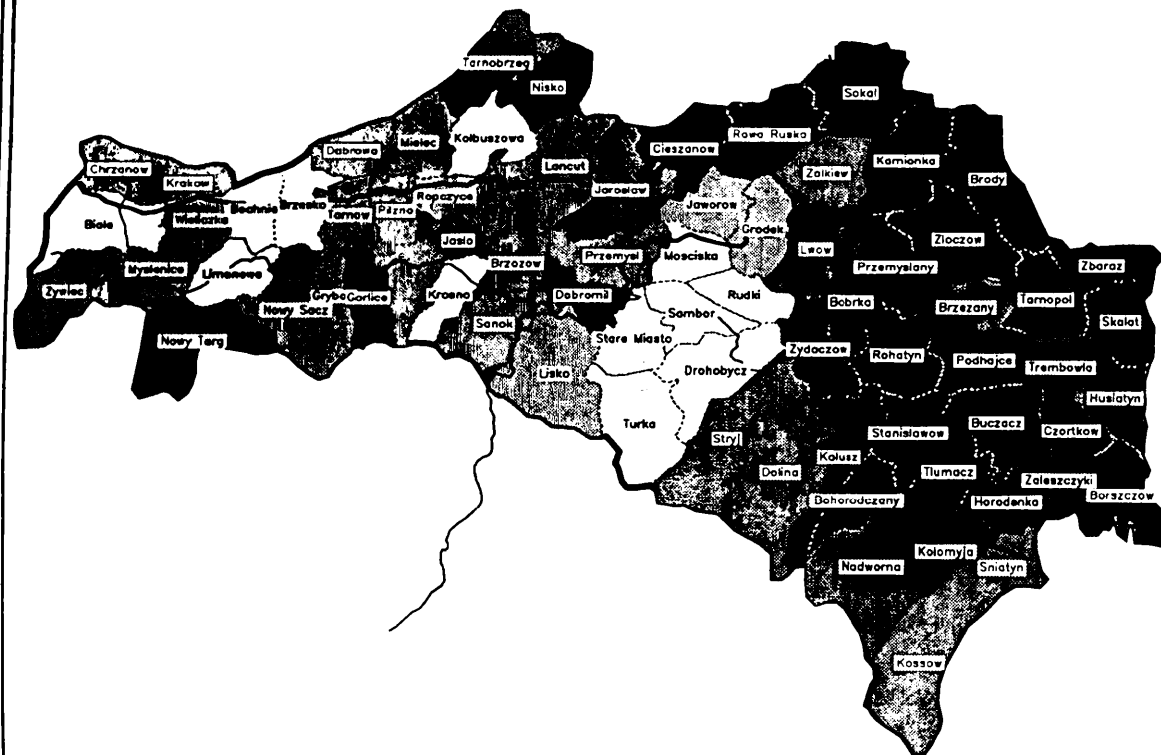 Tarnobrzeg
Nisko
Sokal
Kolbuszowa
Rawa Ruska
Mielec
Dabrowa
Cieszanow
Kamionka
Lancut
Zolkiew
Chrzanow
Krakow
Brody
Jaroslaw
Ropczyce
Jaworow
Brzesko
Bochnia
Pilzno
Tarnow
Wieliczka
Biala
Grodek
Jaslo
Zloczow
Lwow
Mosciska
Przemysl
Brzozow
Przemyslany
Zbaraz
Myslenice
Limanowa
Zywiec
Krosno
Grybow
Gorlice
Dobromil
Rudki
Bobrka
Brzezany
Tarnopol
Nowy Sacz
Sambor
Skalat
Sanok
Stare Miasto
Nowy Targ
Zydaczow
Rohatyn
Podhajce
Trembowla
Lisko
Drohobycz
Husiatyn
Turka
Buczacz
Stanislawow
Czortkow
Stryj
Kalusz
Dolina
Tlumacz
Zaleszczyki
Borszczow
Bohorodczany
Horodenka
Kolomyja
Nadworna
Sniatyn
Kossow